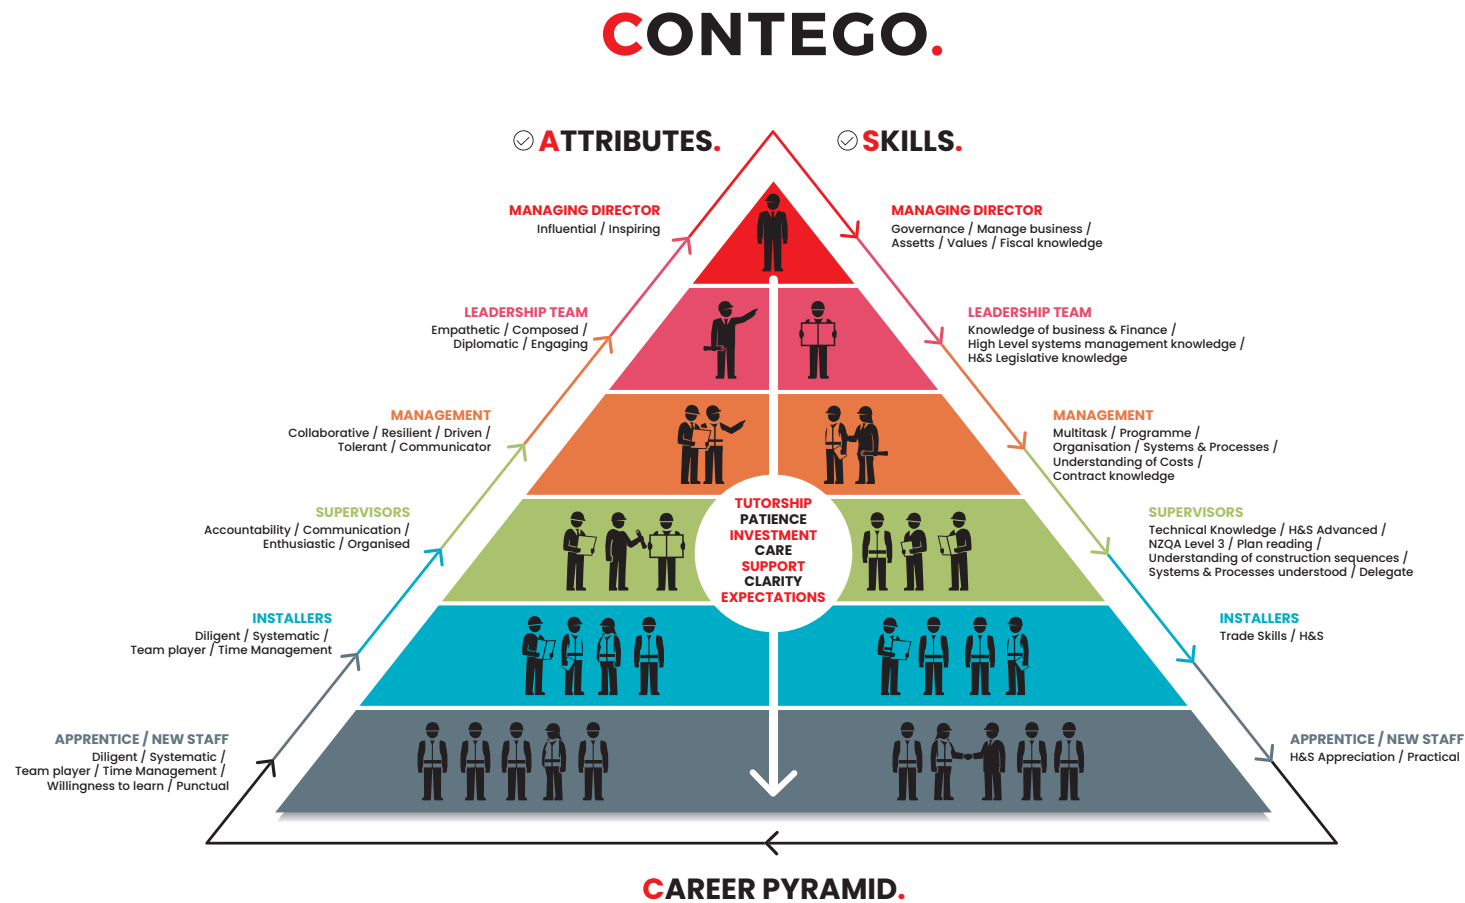 CONTEGO.
ATTRIBUTES.
SKILLS.
MANAGING DIRECTOR
Influential / Inspiring
MANAGING DIRECTOR
Governance / Manage business /
Assetts / Values / Fiscal knowledge
LEADERSHIP TEAM
Empathetic / Composed /
Diplomatic / Engaging
LEADERSHIP TEAM
Knowledge of business & Finance /
High Level systems management knowledge /
H&S Legislative knowledge
MANAGEMENT
Collaborative / Resilient / Driven /
Tolerant / Communicator
MANAGEMENT
Multitask / Programme /
Organisation / Systems & Processes /
Understanding of Costs /
Contract knowledge
SUPERVISORS
Accountability / Communication /
Enthusiastic / Organised
TUTORSHIP
PATIENCE
INVESTMENT
CARE
SUPPORT
CLARITY
EXPECTATIONS
SUPERVISORS
Technical Knowledge / H&S Advanced /
NZQA Level 3 / Plan reading /
Understanding of construction sequences /
Systems & Processes understood / Delegate
INSTALLERS
Diligent / Systematic /
Team player / Time Management
INSTALLERS
Trade Skills / H&S
APPRENTICE / NEW STAFF
Diligent / Systematic /
Team player / Time Management /
Willingness to learn / Punctual
APPRENTICE / NEW STAFF
H&S Appreciation / Practical
CAREER PYRAMID.